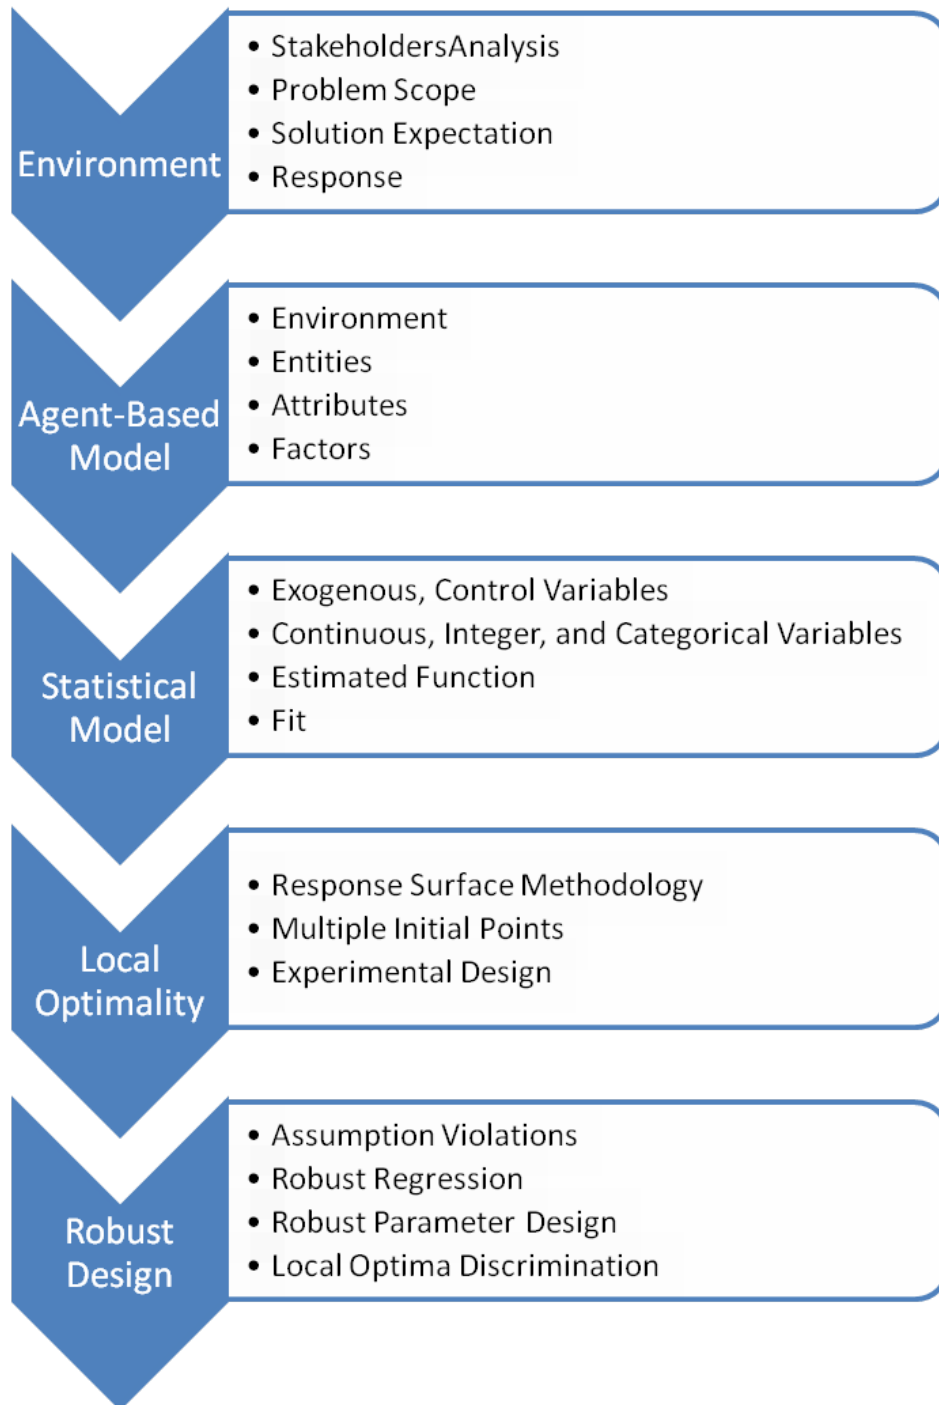 Environment
• StakeholdersAnalysis
• Problem Scope
• Solution Expectation
• Response
Agent-Based
Model
• Environment
• Entities
• Attributes
• Factors
Statistical
Model
• Exogenous, Control Variables
• Continuous, Integer, and Categorical Variables
• Estimated Function
• Fit
Local
Optimality
• Response Surface Methodology
• Multiple Initial Points
• Experimental Design
Robust
Design
• Assumption Violations
• Robust Regression
• Robust Parameter Design
• Local Optima Discrimination